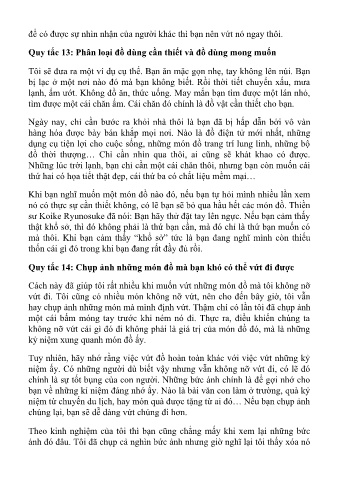 để có được sự nhìn nhận của người khác thì bạn nên vứt nó ngay thôi.
Quy tắc 13: Phân loại đồ dùng cần thiết và đồ dùng mong muốn
Tôi sẽ đưa ra một ví dụ cụ thể. Bạn ăn mặc gọn nhẹ, tay không lên núi. Bạn
bị lạc ở một nơi nào đó mà bạn không biết. Rồi thời tiết chuyển xấu, mưa
lạnh, ẩm ướt. Không đồ ăn, thức uống. May mắn bạn tìm được một lán nhỏ,
tìm được một cái chăn ấm. Cái chăn đó chính là đồ vật cần thiết cho bạn.
Ngày nay, chỉ cần bước ra khỏi nhà thôi là bạn đã bị hấp dẫn bởi vô vàn
hàng hóa được bày bán khắp mọi nơi. Nào là đồ điện tử mới nhất, những
dụng cụ tiện lợi cho cuộc sống, những món đồ trang trí lung linh, những bộ
đồ thời thượng… Chỉ cần nhìn qua thôi, ai cũng sẽ khát khao có được.
Những lúc trời lạnh, bạn chỉ cần một cái chăn thôi, nhưng bạn còn muốn cái
thứ hai có họa tiết thật đẹp, cái thứ ba có chất liệu mềm mại…
Khi bạn nghĩ muốn một món đồ nào đó, nếu bạn tự hỏi mình nhiều lần xem
nó có thực sự cần thiết không, có lẽ bạn sẽ bỏ qua hầu hết các món đồ. Thiền
sư Koike Ryunosuke đã nói: Bạn hãy thử đặt tay lên ngực. Nếu bạn cảm thấy
thật khổ sở, thì đó không phải là thứ bạn cần, mà đó chỉ là thứ bạn muốn có
mà thôi. Khi bạn cảm thấy “khổ sở” tức là bạn đang nghĩ mình còn thiếu
thốn cái gì đó trong khi bạn đang rất đầy đủ rồi.
Quy tắc 14: Chụp ảnh những món đồ mà bạn khó có thể vứt đi được
Cách này đã giúp tôi rất nhiều khi muốn vứt những món đồ mà tôi không nỡ
vứt đi. Tôi cũng có nhiều món không nỡ vứt, nên cho đến bây giờ, tôi vẫn
hay chụp ảnh những món mà mình định vứt. Thậm chí có lần tôi đã chụp ảnh
một cái bấm móng tay trước khi ném nó đi. Thực ra, điều khiến chúng ta
không nỡ vứt cái gì đó đi không phải là giá trị của món đồ đó, mà là những
kỷ niệm xung quanh món đồ ấy.
Tuy nhiên, hãy nhớ rằng việc vứt đồ hoàn toàn khác với việc vứt những kỷ
niệm ấy. Có những người dù biết vậy nhưng vẫn không nỡ vứt đi, có lẽ đó
chính là sự tốt bụng của con người. Những bức ảnh chính là để gợi nhớ cho
bạn về những kỉ niệm đáng nhớ ấy. Nào là bài văn con làm ở trường, quà kỷ
niệm từ chuyến du lịch, hay món quà được tặng từ ai đó… Nếu bạn chụp ảnh
chúng lại, bạn sẽ dễ dàng vứt chúng đi hơn.
Theo kinh nghiệm của tôi thì bạn cũng chẳng mấy khi xem lại những bức
ảnh đó đâu. Tôi đã chụp cả nghìn bức ảnh nhưng giờ nghĩ lại tôi thấy xóa nó